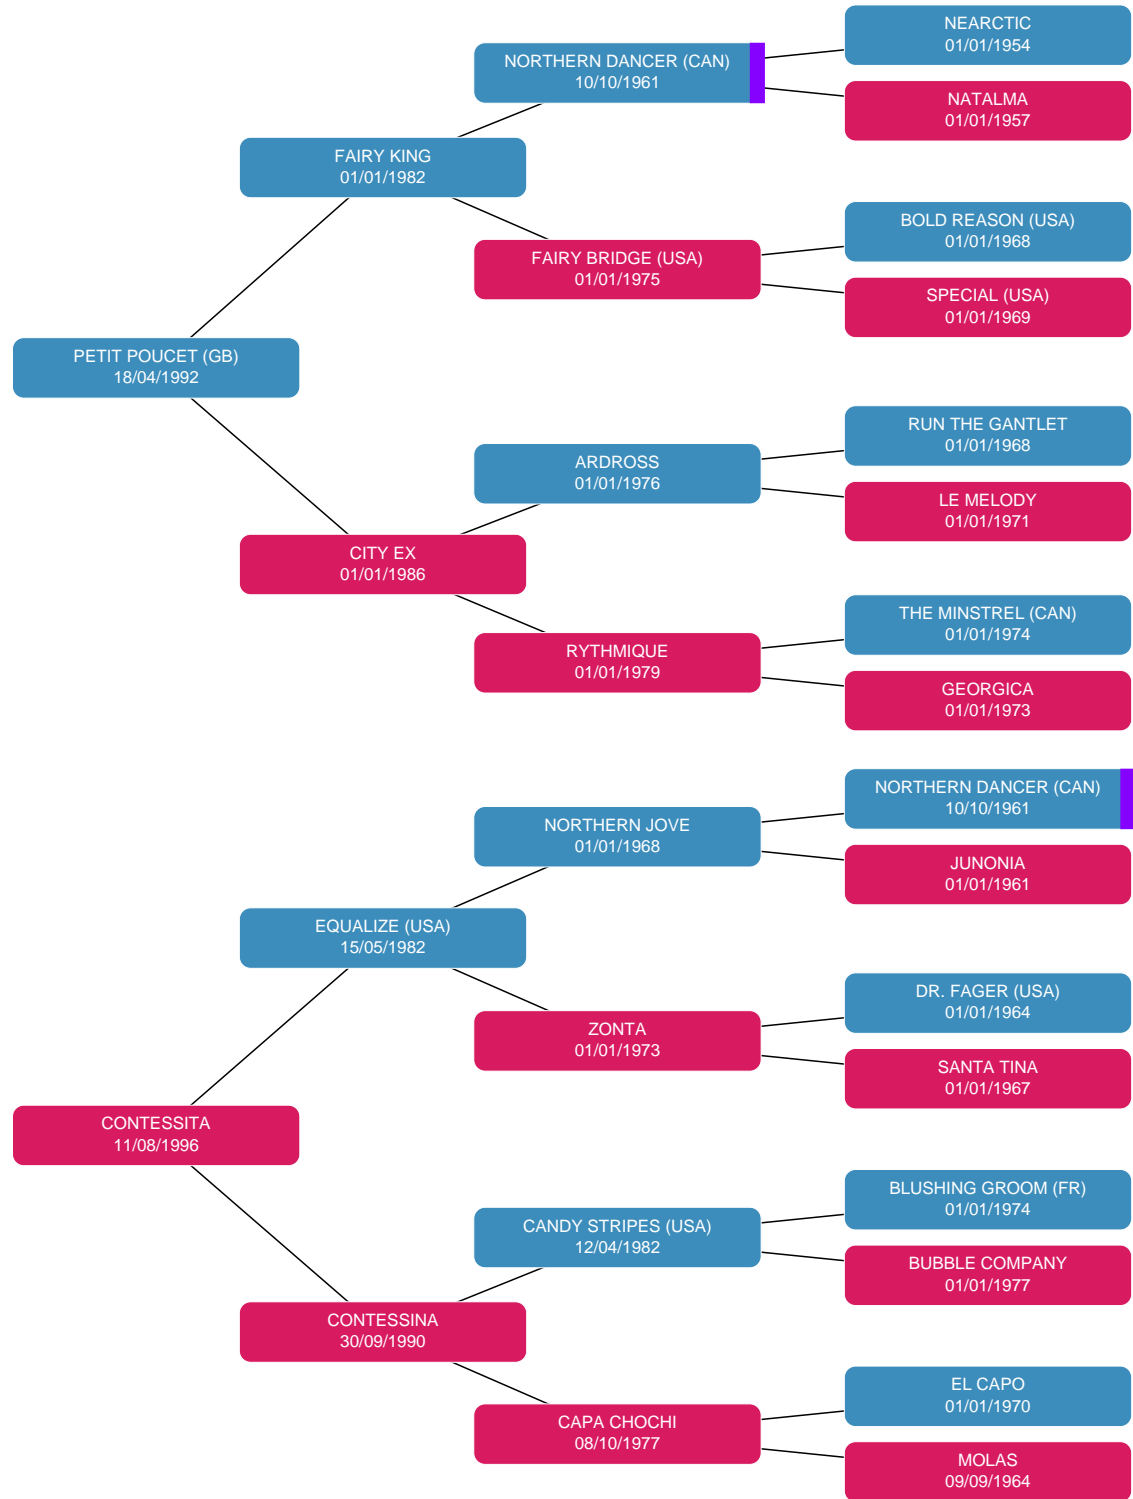 NEARCTIC
01/01/1954
NORTHERN DANCER (CAN)
10/10/1961
NATALMA
01/01/1957
FAIRY KING
01/01/1982
BOLD REASON (USA)
01/01/1968
FAIRY BRIDGE (USA)
01/01/1975
SPECIAL (USA)
01/01/1969
PETIT POUCET (GB)
18/04/1992
RUN THE GANTLET
01/01/1968
ARDROSS
01/01/1976
LE MELODY
01/01/1971
CITY EX
01/01/1986
THE MINSTREL (CAN)
01/01/1974
RYTHMIQUE
01/01/1979
GEORGICA
01/01/1973
NORTHERN DANCER (CAN)
10/10/1961
NORTHERN JOVE
01/01/1968
JUNONIA
01/01/1961
EQUALIZE (USA)
15/05/1982
DR. FAGER (USA)
01/01/1964
ZONTA
01/01/1973
SANTA TINA
01/01/1967
CONTESSITA
11/08/1996
BLUSHING GROOM (FR)
01/01/1974
CANDY STRIPES (USA)
12/04/1982
BUBBLE COMPANY
01/01/1977
CONTESSINA
30/09/1990
EL CAPO
01/01/1970
CAPA CHOCHI
08/10/1977
MOLAS
09/09/1964